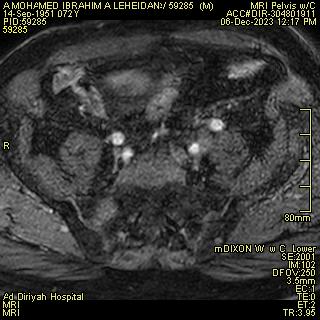 A MOHAMED IBRAHIM A LEHEIDAN:/ 59285 (M)
14-Sep-1951 072Y
PID:59285
59285
MRI Pelvis w/C
ACC#DIR-304801911
06-Dec-2023 12:17 PM
R
80mm
mDIXON W w C Lower
SE:2001
IM:102
DFOV:250
3.5mm
EC:1
TE:0
ET:2
TR:3.95
Ad Diriyah Hospital
MRI
MRI